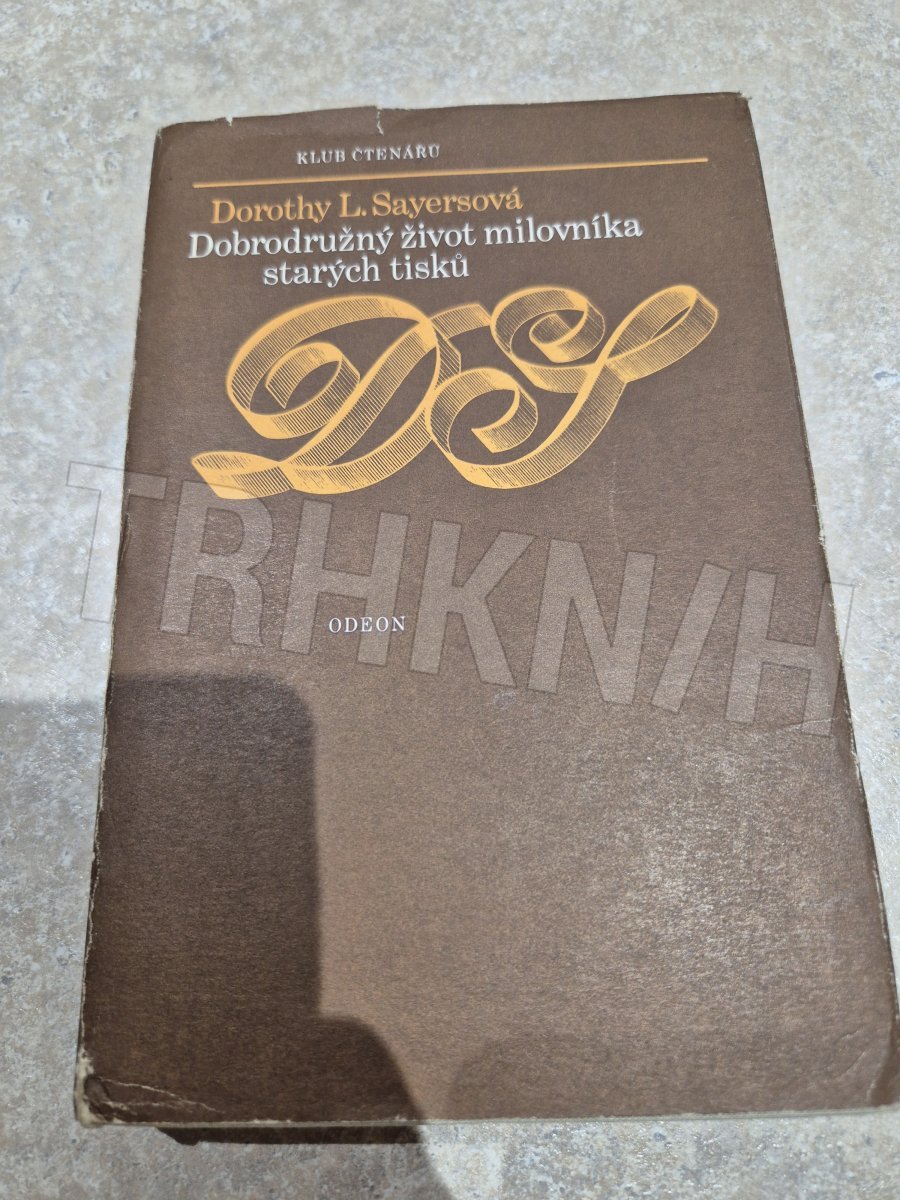 KLUB ČTENÁŘŮ
Dorothy L. Sayersová
Dobrodružný život milovníka
starých tisků
DS
TRHKNIH
ODEON